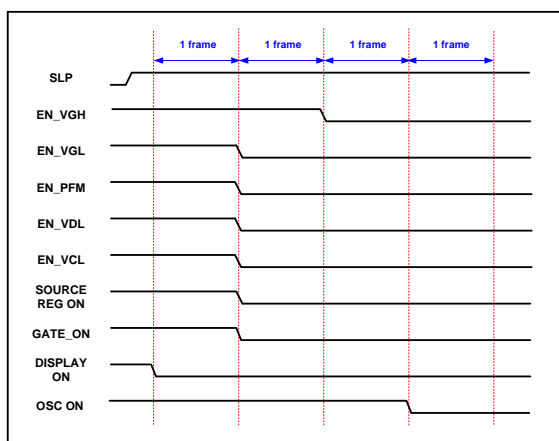 1 frame 1 frame 1 frame 1 frame
SLP
EN_VGH
EN_VGL
EN_PFM
EN_VDL
EN_VCL
SOURCE
REG ON
GATE_ON
DISPLAY
ON
OSC ON